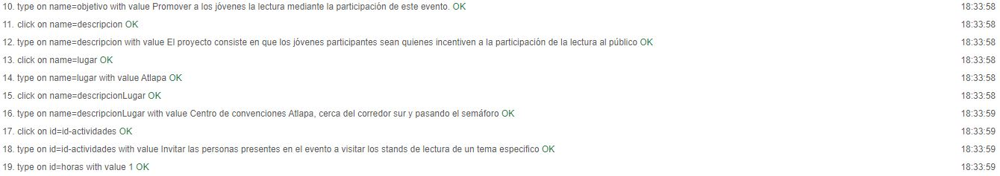 10. type on name=objetivo with value Promover a los jóvenes la lectura mediante la participación de este evento. OK 18:33:58
11. click on name=descripcion OK 18:33:58
12. type on name=descripcion with value El proyecto consiste en que los jóvenes participantes sean quienes incentiven a la participación de la lectura al público OK 18:33:58
13. click on name=lugar OK 18:33:58
14. type on name=lugar with value Atlapa OK 18:33:58
15. click on name=descripcionLugar OK 18:33:58
16. type on name=descripcionLugar with value Centro de convenciones Atlapa, cerca del corredor sur y pasando el semáforo OK 18:33:59
17. click on id=id-actividades OK 18:33:59
18. type on id=id-actividades with value Invitar las personas presentes en el evento a visitar los stands de lectura de un tema especifico OK 18:33:59
19. type on id=horas with value 1 OK 18:33:59